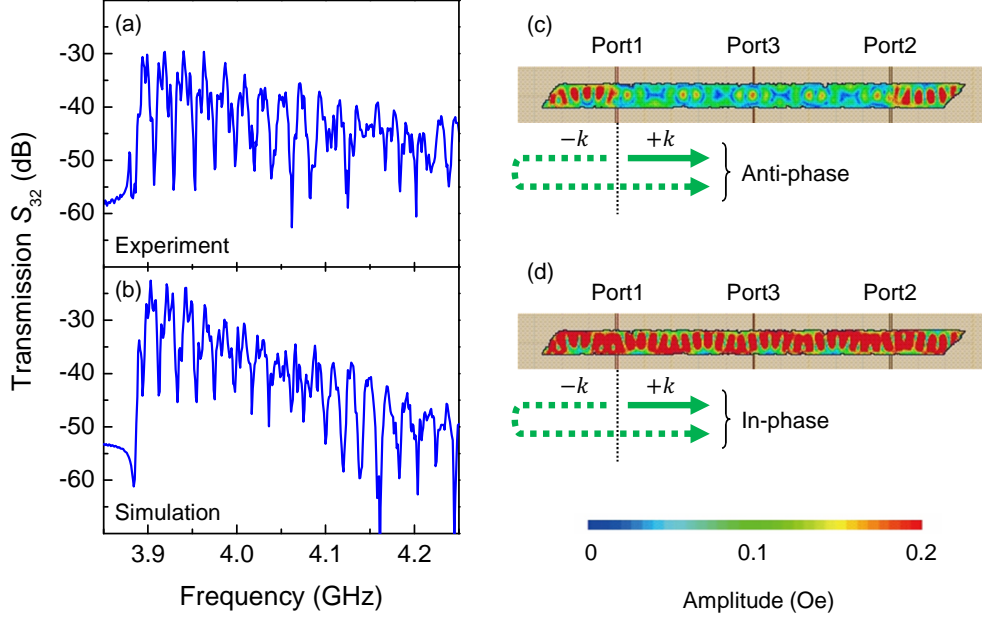 (a)
-30
-40
-50
-60
Experiment
(b)
-30
-40
-50
-60
Simulation
3.9 4.0 4.1 4.2
Frequency (GHz)
Transmission S32 (dB)
(c)
Port1 Port3 Port2
−k +k
Anti-phase
(d)
Port1 Port3 Port2
−k +k
In-phase
0 0.1 0.2
Amplitude (Oe)